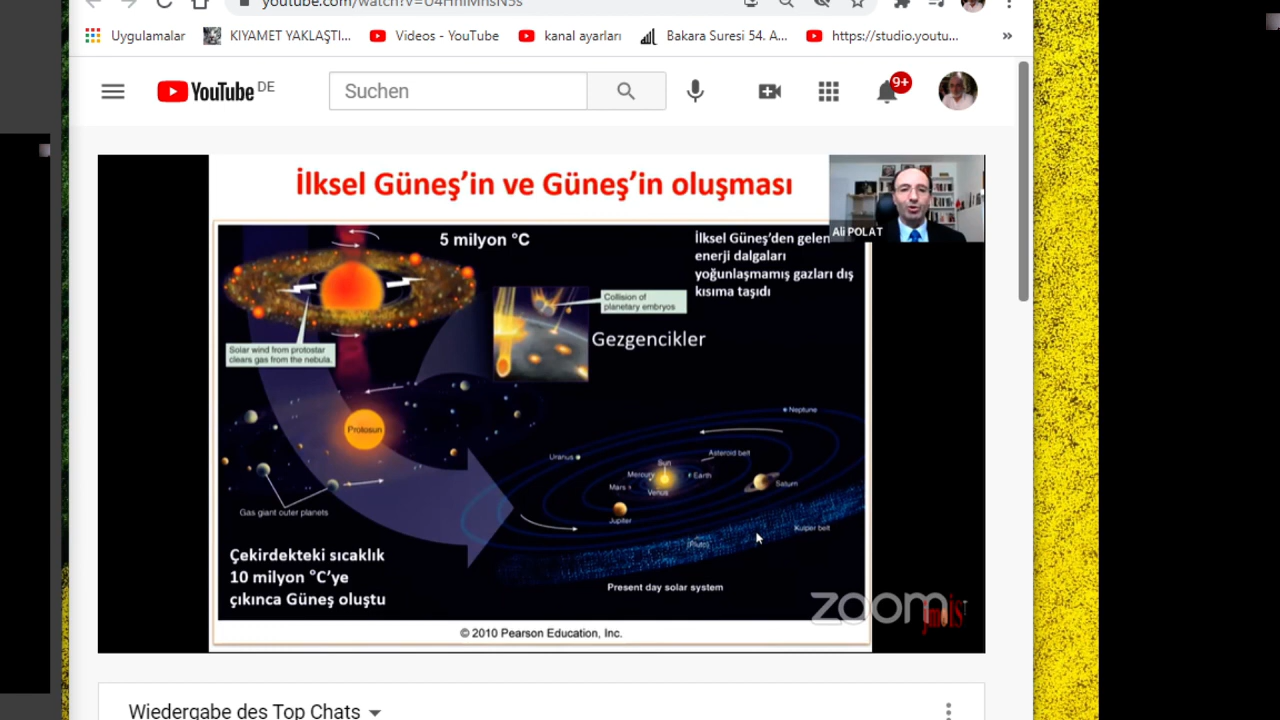 Uygulamalar
KIYAMET YAKLAŞTI...
Videos - YouTube
kanal ayarları
Bakara Suresi 54. A...
https://studio.youtu...
»
YouTube DE
Suchen
9+
İlksel Güneş'in ve Güneş'in oluşması
Ali POLAT
5 milyon °C
İlksel Güneş'den gelen
enerji dalgaları
yoğunlaşmamış gazları dış
kısıma taşıdı
Collision of
planetary embryos
Gezgencikler
Solar wind from protostar
clears gas from the nebula.
Protosun
Gas giant outer planets
Neptune
Uranus
Asteroid belt
Sun
Mercury
Earth
Mars
Venus
Saturn
Jupiter
Kuiper belt
(Pluto)
Present day solar system
Çekirdekteki sıcaklık
10 milyon °C'ye
çıkınca Güneş oluştu
zoom
© 2010 Pearson Education, Inc.
Wiedergabe des Top Chats